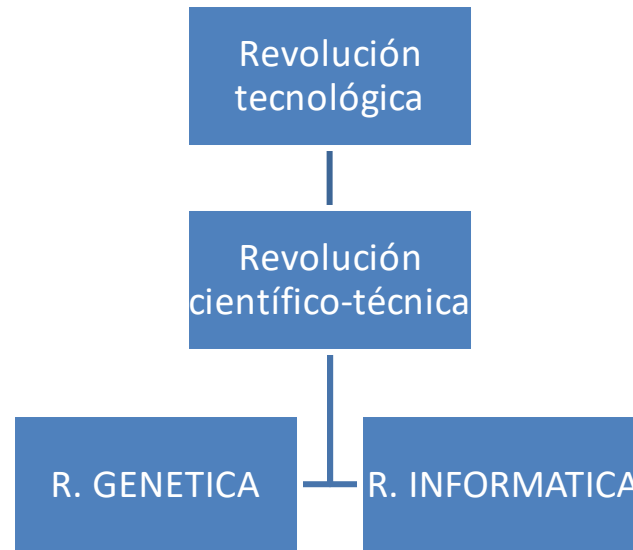 Revolución
tecnológica
Revolución
científico-técnica
R. GENETICA
R. INFORMATICA